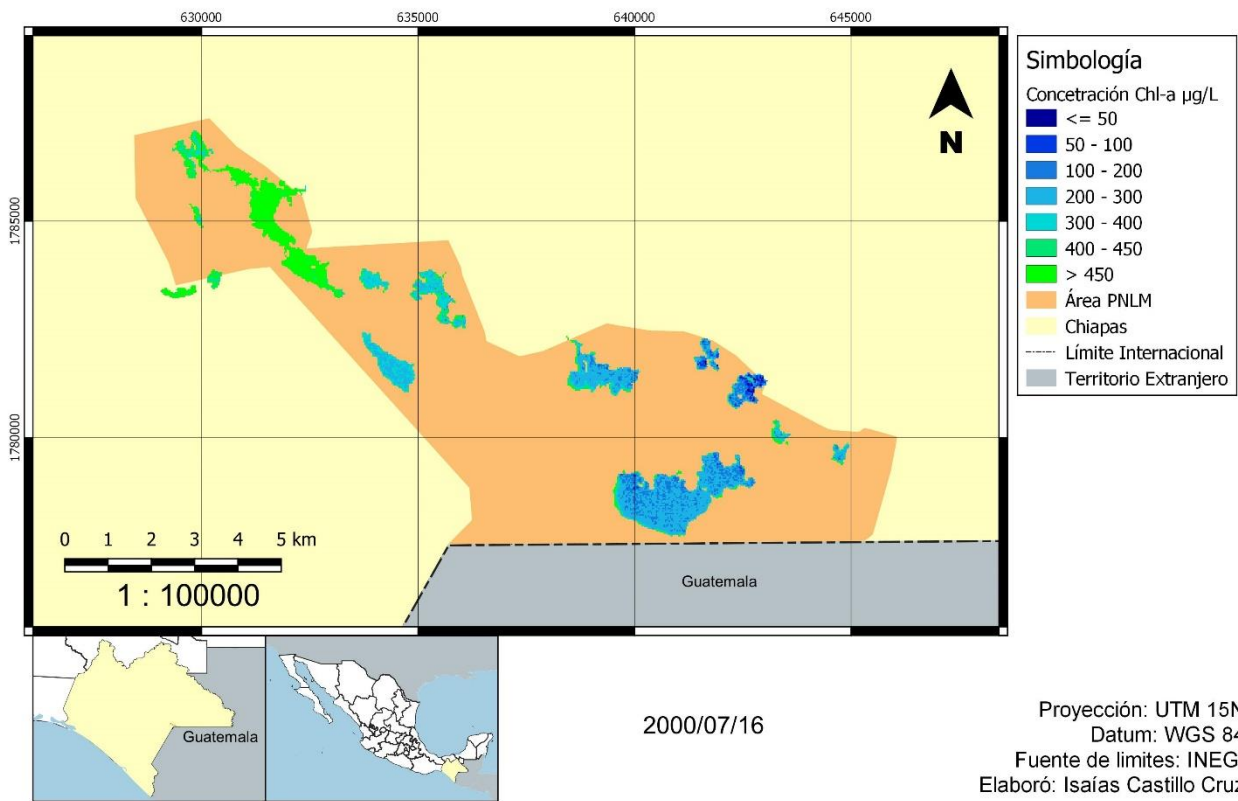 630000
635000
640000
645000
1785000
1780000
N
0 1 2 3 4 5 km
1 : 100000
Guatemala
Simbología
Concetración Chl-a µg/L
<= 50
50 - 100
100 - 200
200 - 300
300 - 400
400 - 450
> 450
Área PNLM
Chiapas
Límite Internacional
Territorio Extranjero
Guatemala
2000/07/16
Proyección: UTM 15N
Datum: WGS 84
Fuente de limites: INEG
Elaboró: Isaías Castillo Cruz